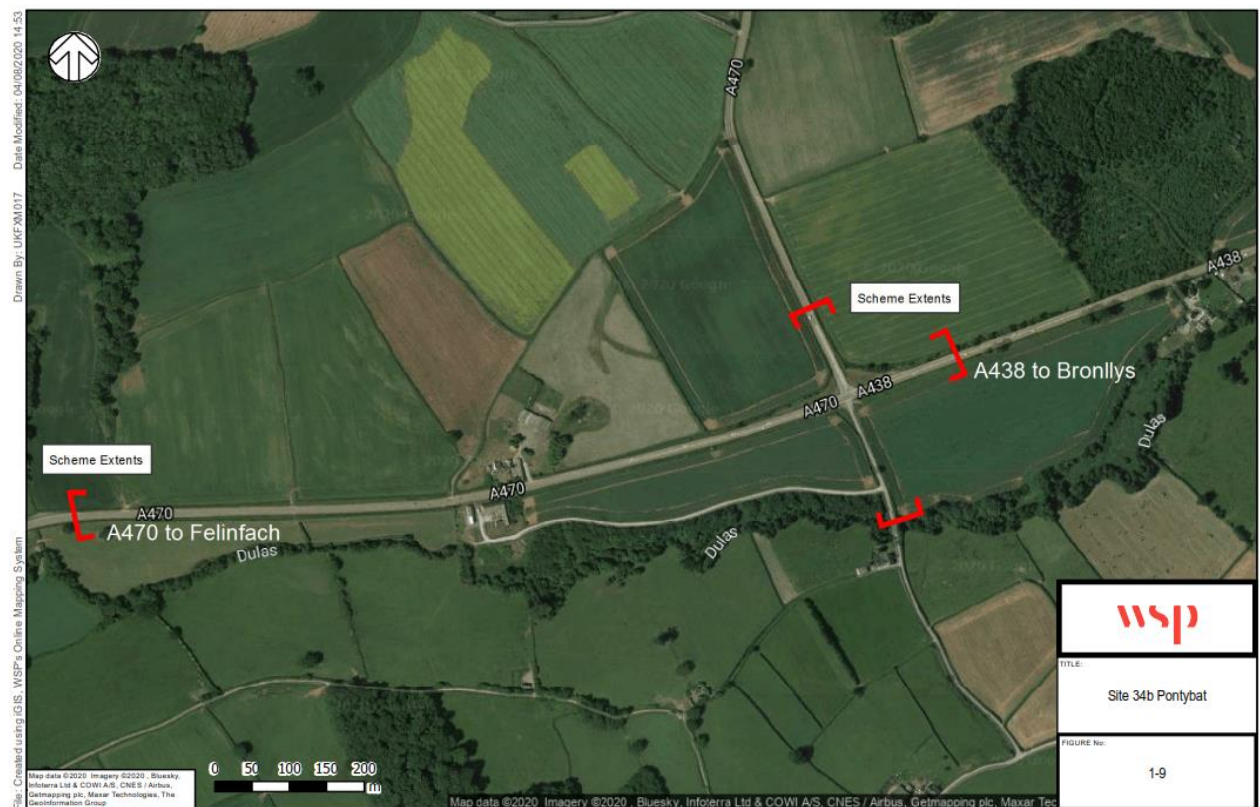 File: Created using iGIS, WSP's Online Mapping System
Drawn By: UKFXM017
Date Modified: 04/08/2020 14:53
A470
A438
Scheme Extents
A438 to Bronllys
A438
A470
Dulas
Scheme Extents
A470
A470
A470 to Felinfach
Dulas
Dulas
wsp
TITLE:
Site 34b Pontybat
FIGURE No:
1-9
0 50 100 150 200
m
Map data ©2020 Imagery ©2020 , Bluesky,
Infoterra Ltd & COWI A/S, CNES / Airbus,
Getmapping plc, Maxar Technologies, The
GeoInformation Group
Map data ©2020 Imagery ©2020 , Bluesky, Infoterra Ltd & COWI A/S, CNES / Airbus, Getmapping plc, Maxar Tec